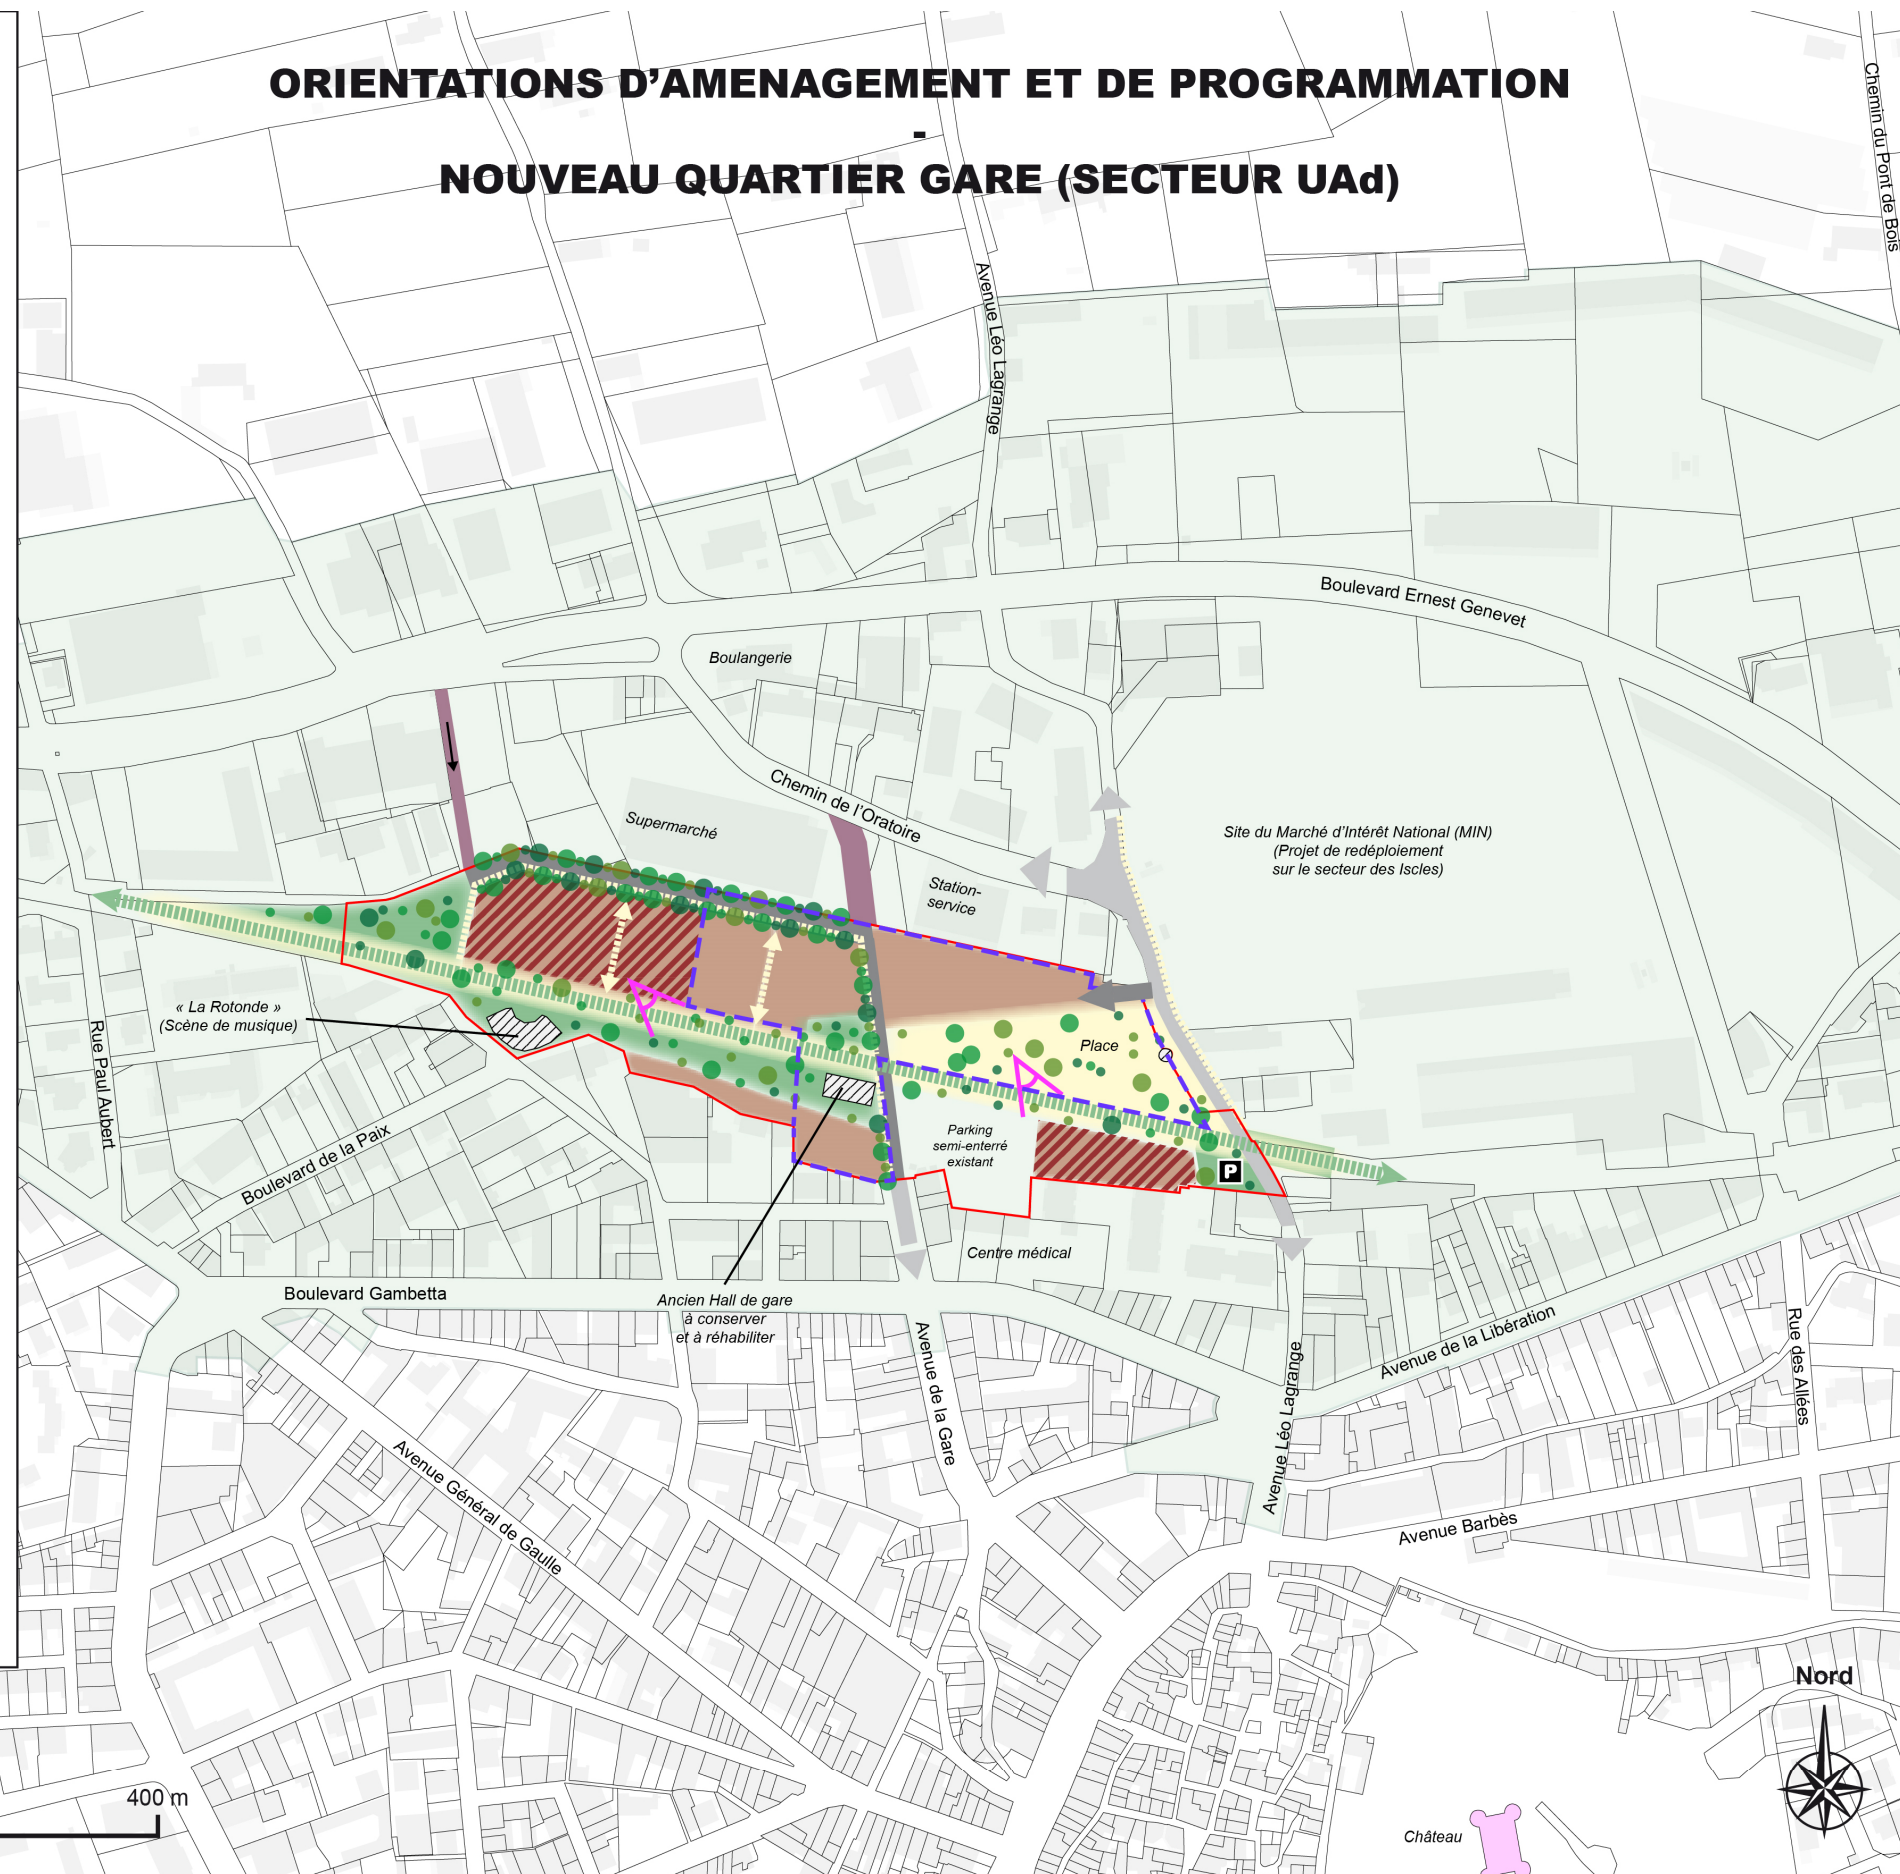 ORIENTATIONS D'AMENAGEMENT ET DE PROGRAMMATION
-
NOUVEAU QUARTIER GARE (SECTEUR UAd)
Chemin du Pont de Bois
Avenue Léo Lagrange
Boulevard Ernest Genevet
Boulangerie
Chemin de l'Oratoire
Supermarché
Site du Marché d'Intérêt National (MIN)
(Projet de redéploiement
sur le secteur des Iscles)
Station-
service
« La Rotonde »
(Scène de musique)
Place
Rue Paul Aubert
Parking
semi-enterré
existant
P
Boulevard de la Paix
Centre médical
Boulevard Gambetta
Ancien Hall de gare
à conserver
et à réhabiliter
Avenue de la Gare
Avenue Léo Lagrange
Avenue de la Libération
Rue des Allées
Avenue Général de Gaulle
Avenue Barbès
Nord
400 m
Château